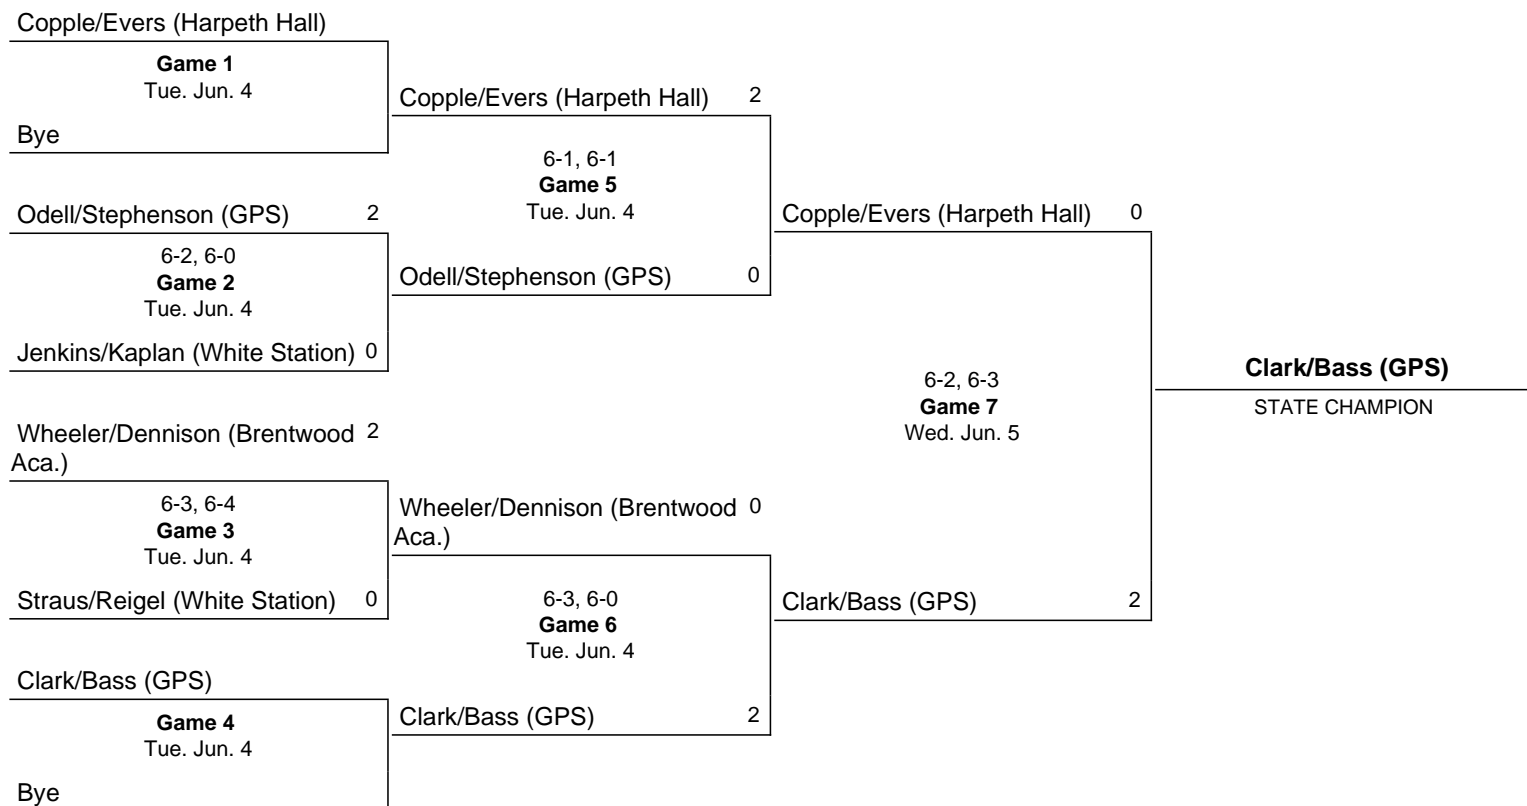 Copple/Evers (Harpeth Hall)
Game 1
Tue. Jun. 4
Bye
Copple/Evers (Harpeth Hall) 2
6-1, 6-1
Game 5
Tue. Jun. 4
Odell/Stephenson (GPS) 0
Odell/Stephenson (GPS) 2
6-2, 6-0
Game 2
Tue. Jun. 4
Jenkins/Kaplan (White Station) 0
Copple/Evers (Harpeth Hall) 0
6-2, 6-3
Game 7
Wed. Jun. 5
Clark/Bass (GPS) 2
Clark/Bass (GPS)
STATE CHAMPION
Wheeler/Dennison (Brentwood 2
Aca.)
6-3, 6-4
Game 3
Tue. Jun. 4
Straus/Reigel (White Station) 0
Wheeler/Dennison (Brentwood 0
Aca.)
6-3, 6-0
Game 6
Tue. Jun. 4
Clark/Bass (GPS) 2
Clark/Bass (GPS)
Game 4
Tue. Jun. 4
Bye